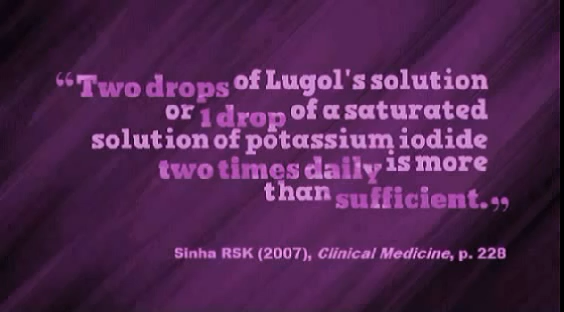 “Two drops of Lugol's solution
or 1 drop of a saturated
solution of potassium iodide
two times daily is more
than sufficient.”
Sinha RSK (2007), Clinical Medicine, p. 228